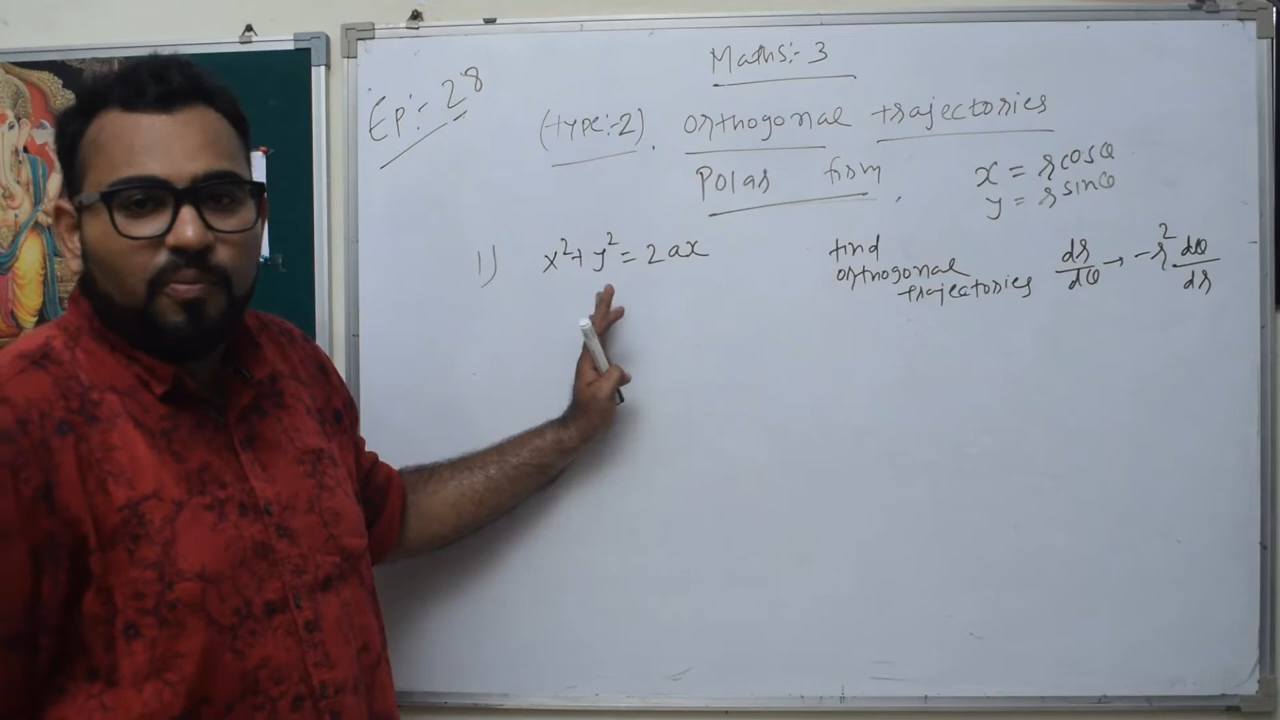 Maths:- 3
Ep:- 28
(type:-2). orthogonal trajectories
Polar form.
x = r cosθ
y = r sinθ
1) x² + y² = 2ax
find orthogonal trajectories dr/dθ → -r² dθ/dr